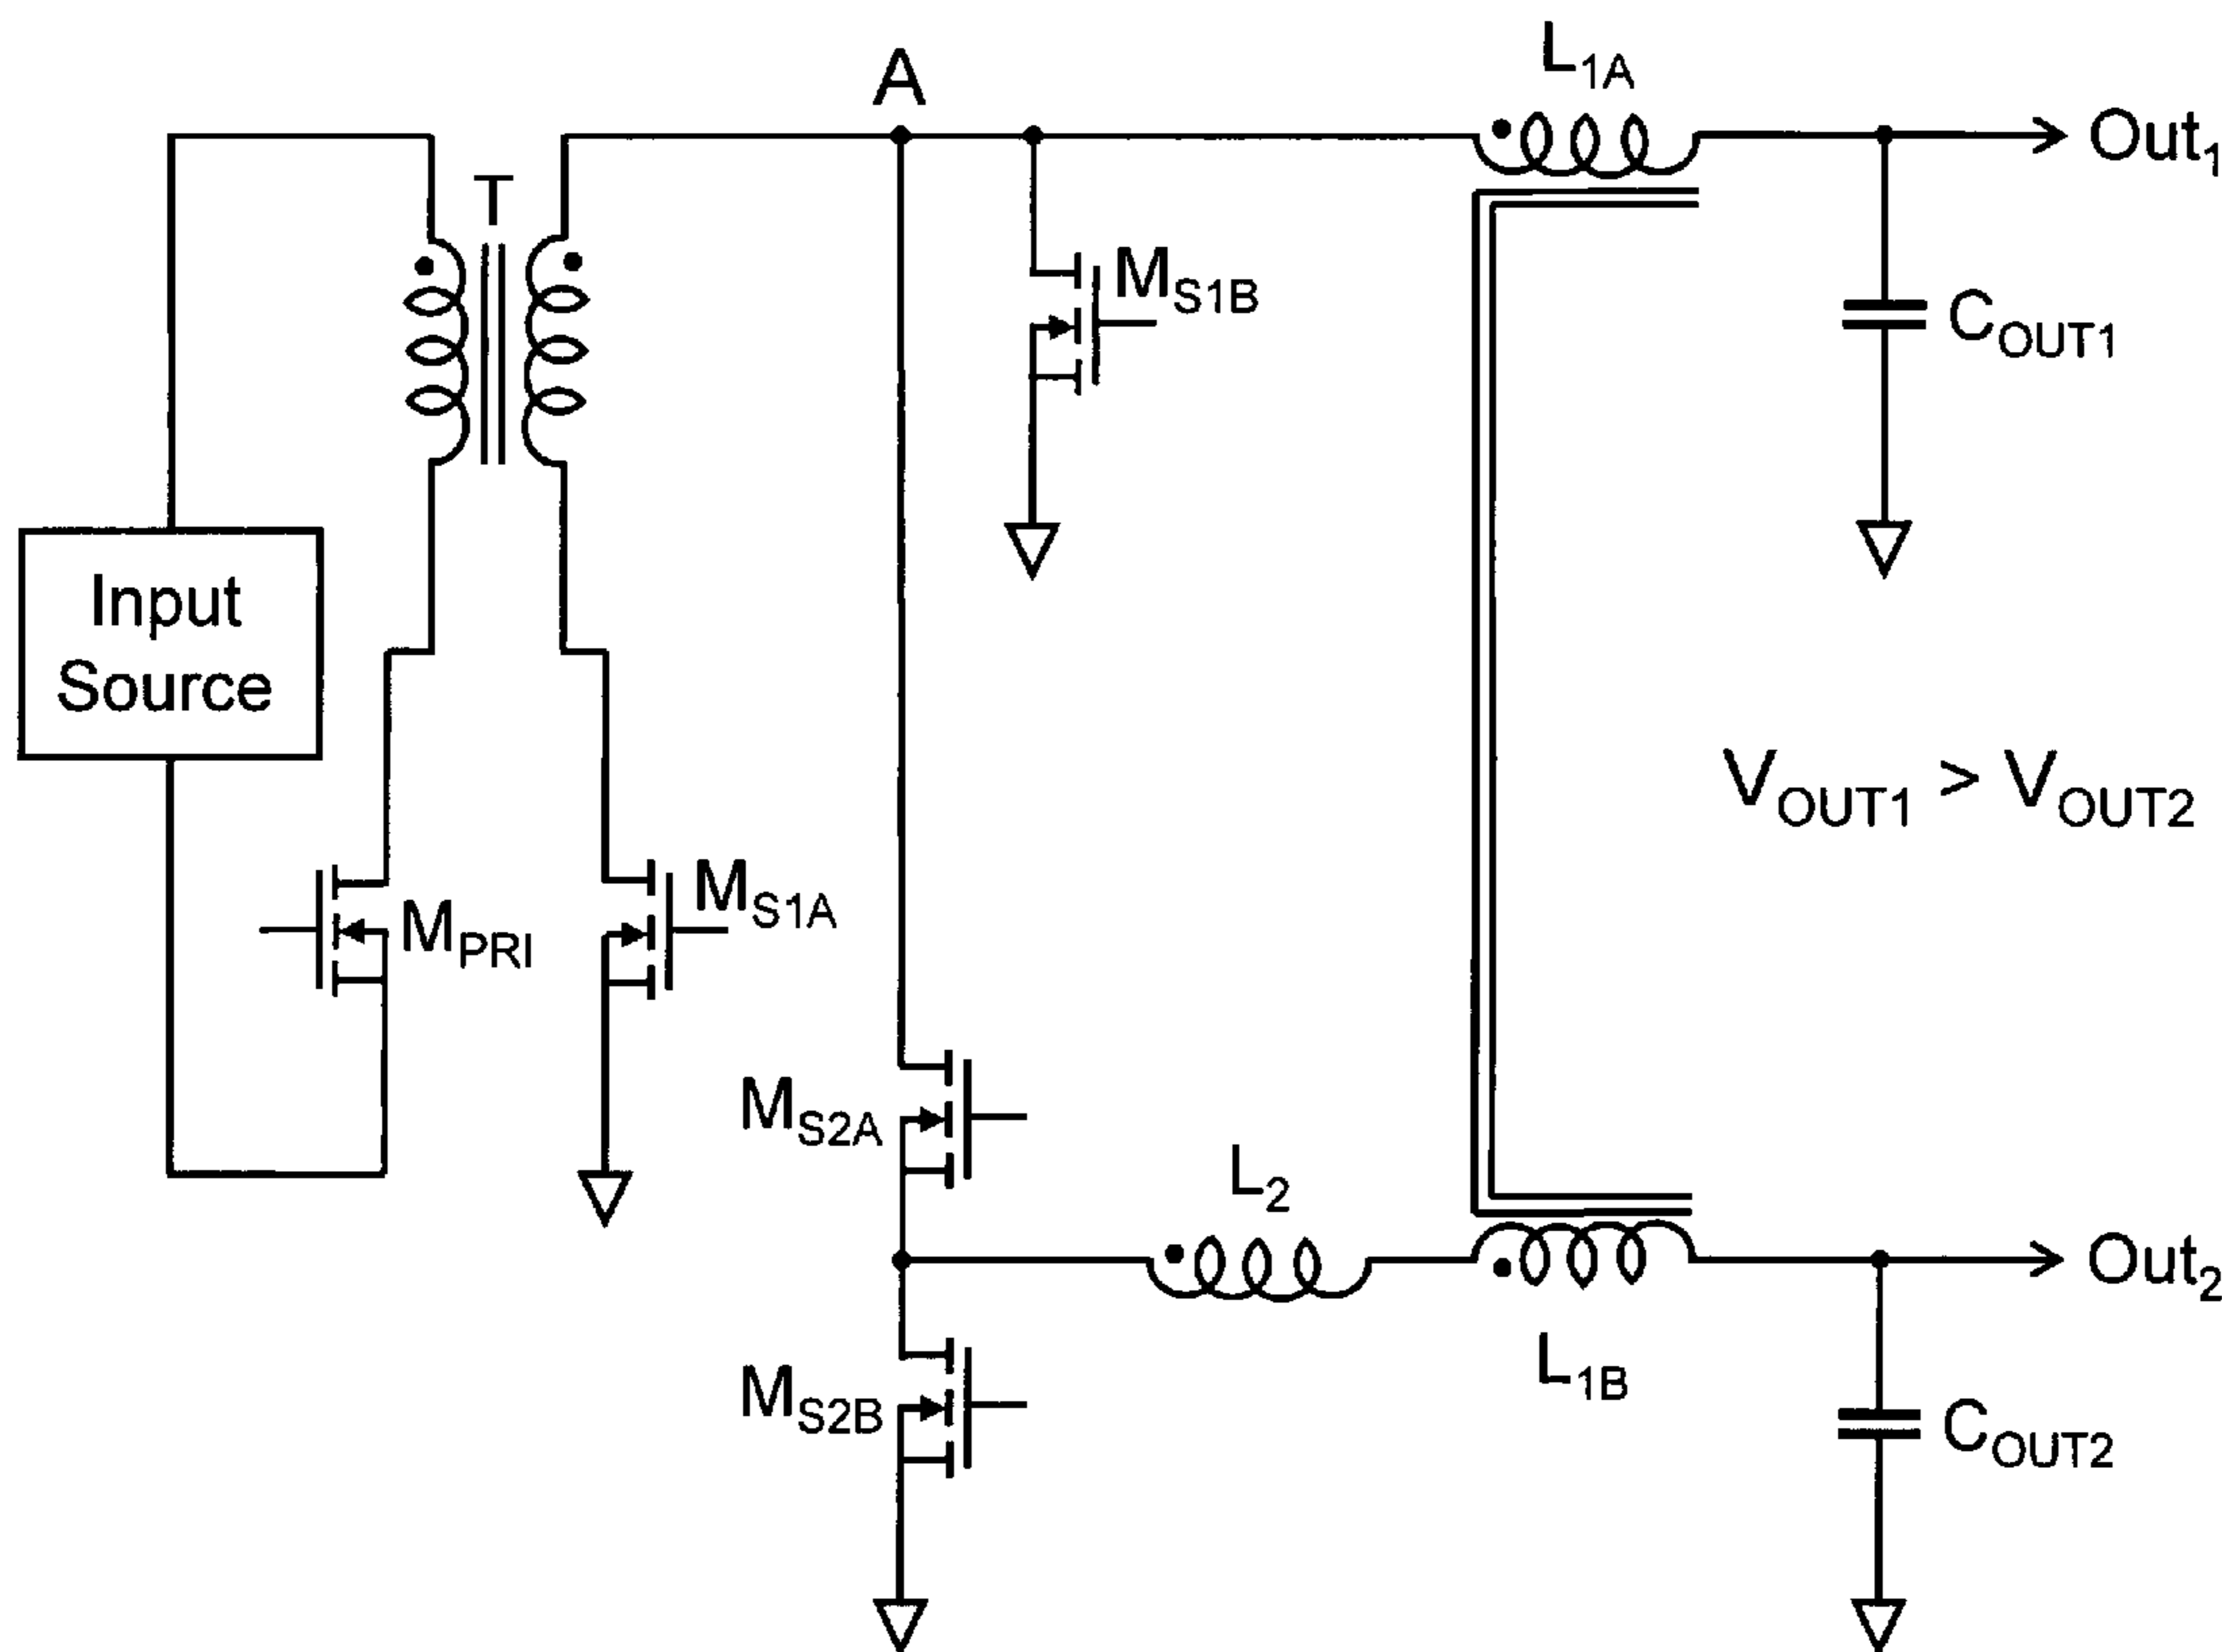 A
L1A
Out1
T
MS1B
COUT1
Input
Source
VOUT1 > VOUT2
MPRI
MS1A
MS2A
L2
Out2
L1B
MS2B
COUT2